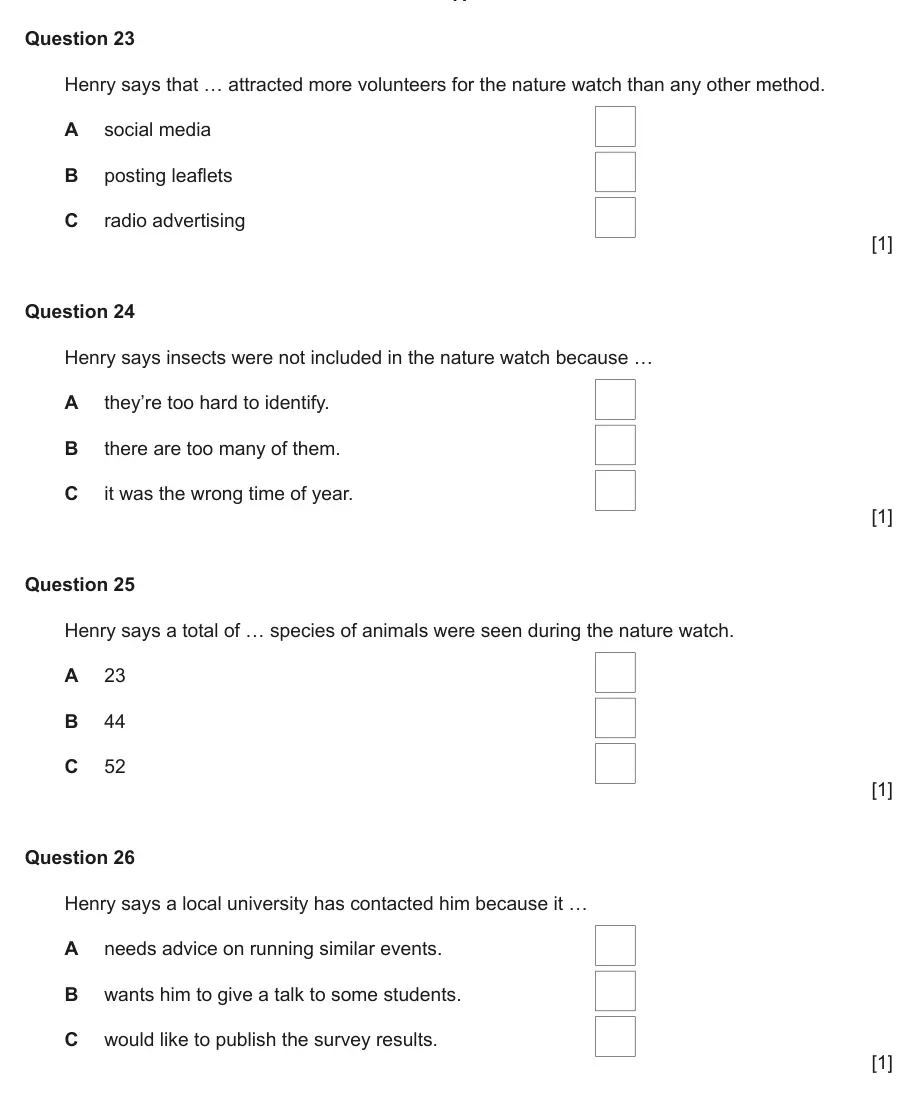 Question 23
Henry says that … attracted more volunteers for the nature watch than any other method.
A social media
B posting leaflets
C radio advertising
[1]
Question 24
Henry says insects were not included in the nature watch because …
A they’re too hard to identify.
B there are too many of them.
C it was the wrong time of year.
[1]
Question 25
Henry says a total of … species of animals were seen during the nature watch.
A 23
B 44
C 52
[1]
Question 26
Henry says a local university has contacted him because it …
A needs advice on running similar events.
B wants him to give a talk to some students.
C would like to publish the survey results.
[1]